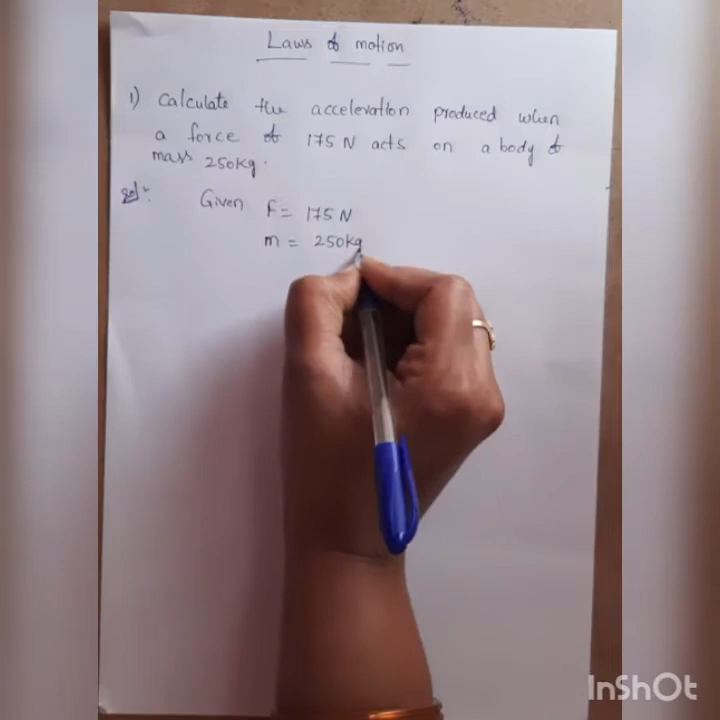 Laws of motion
1) Calculate the acceleration produced when
a force of 175 N acts on a body of
mass 250kg.
Sol:
Given F = 175 N
m = 250kg
InShOt